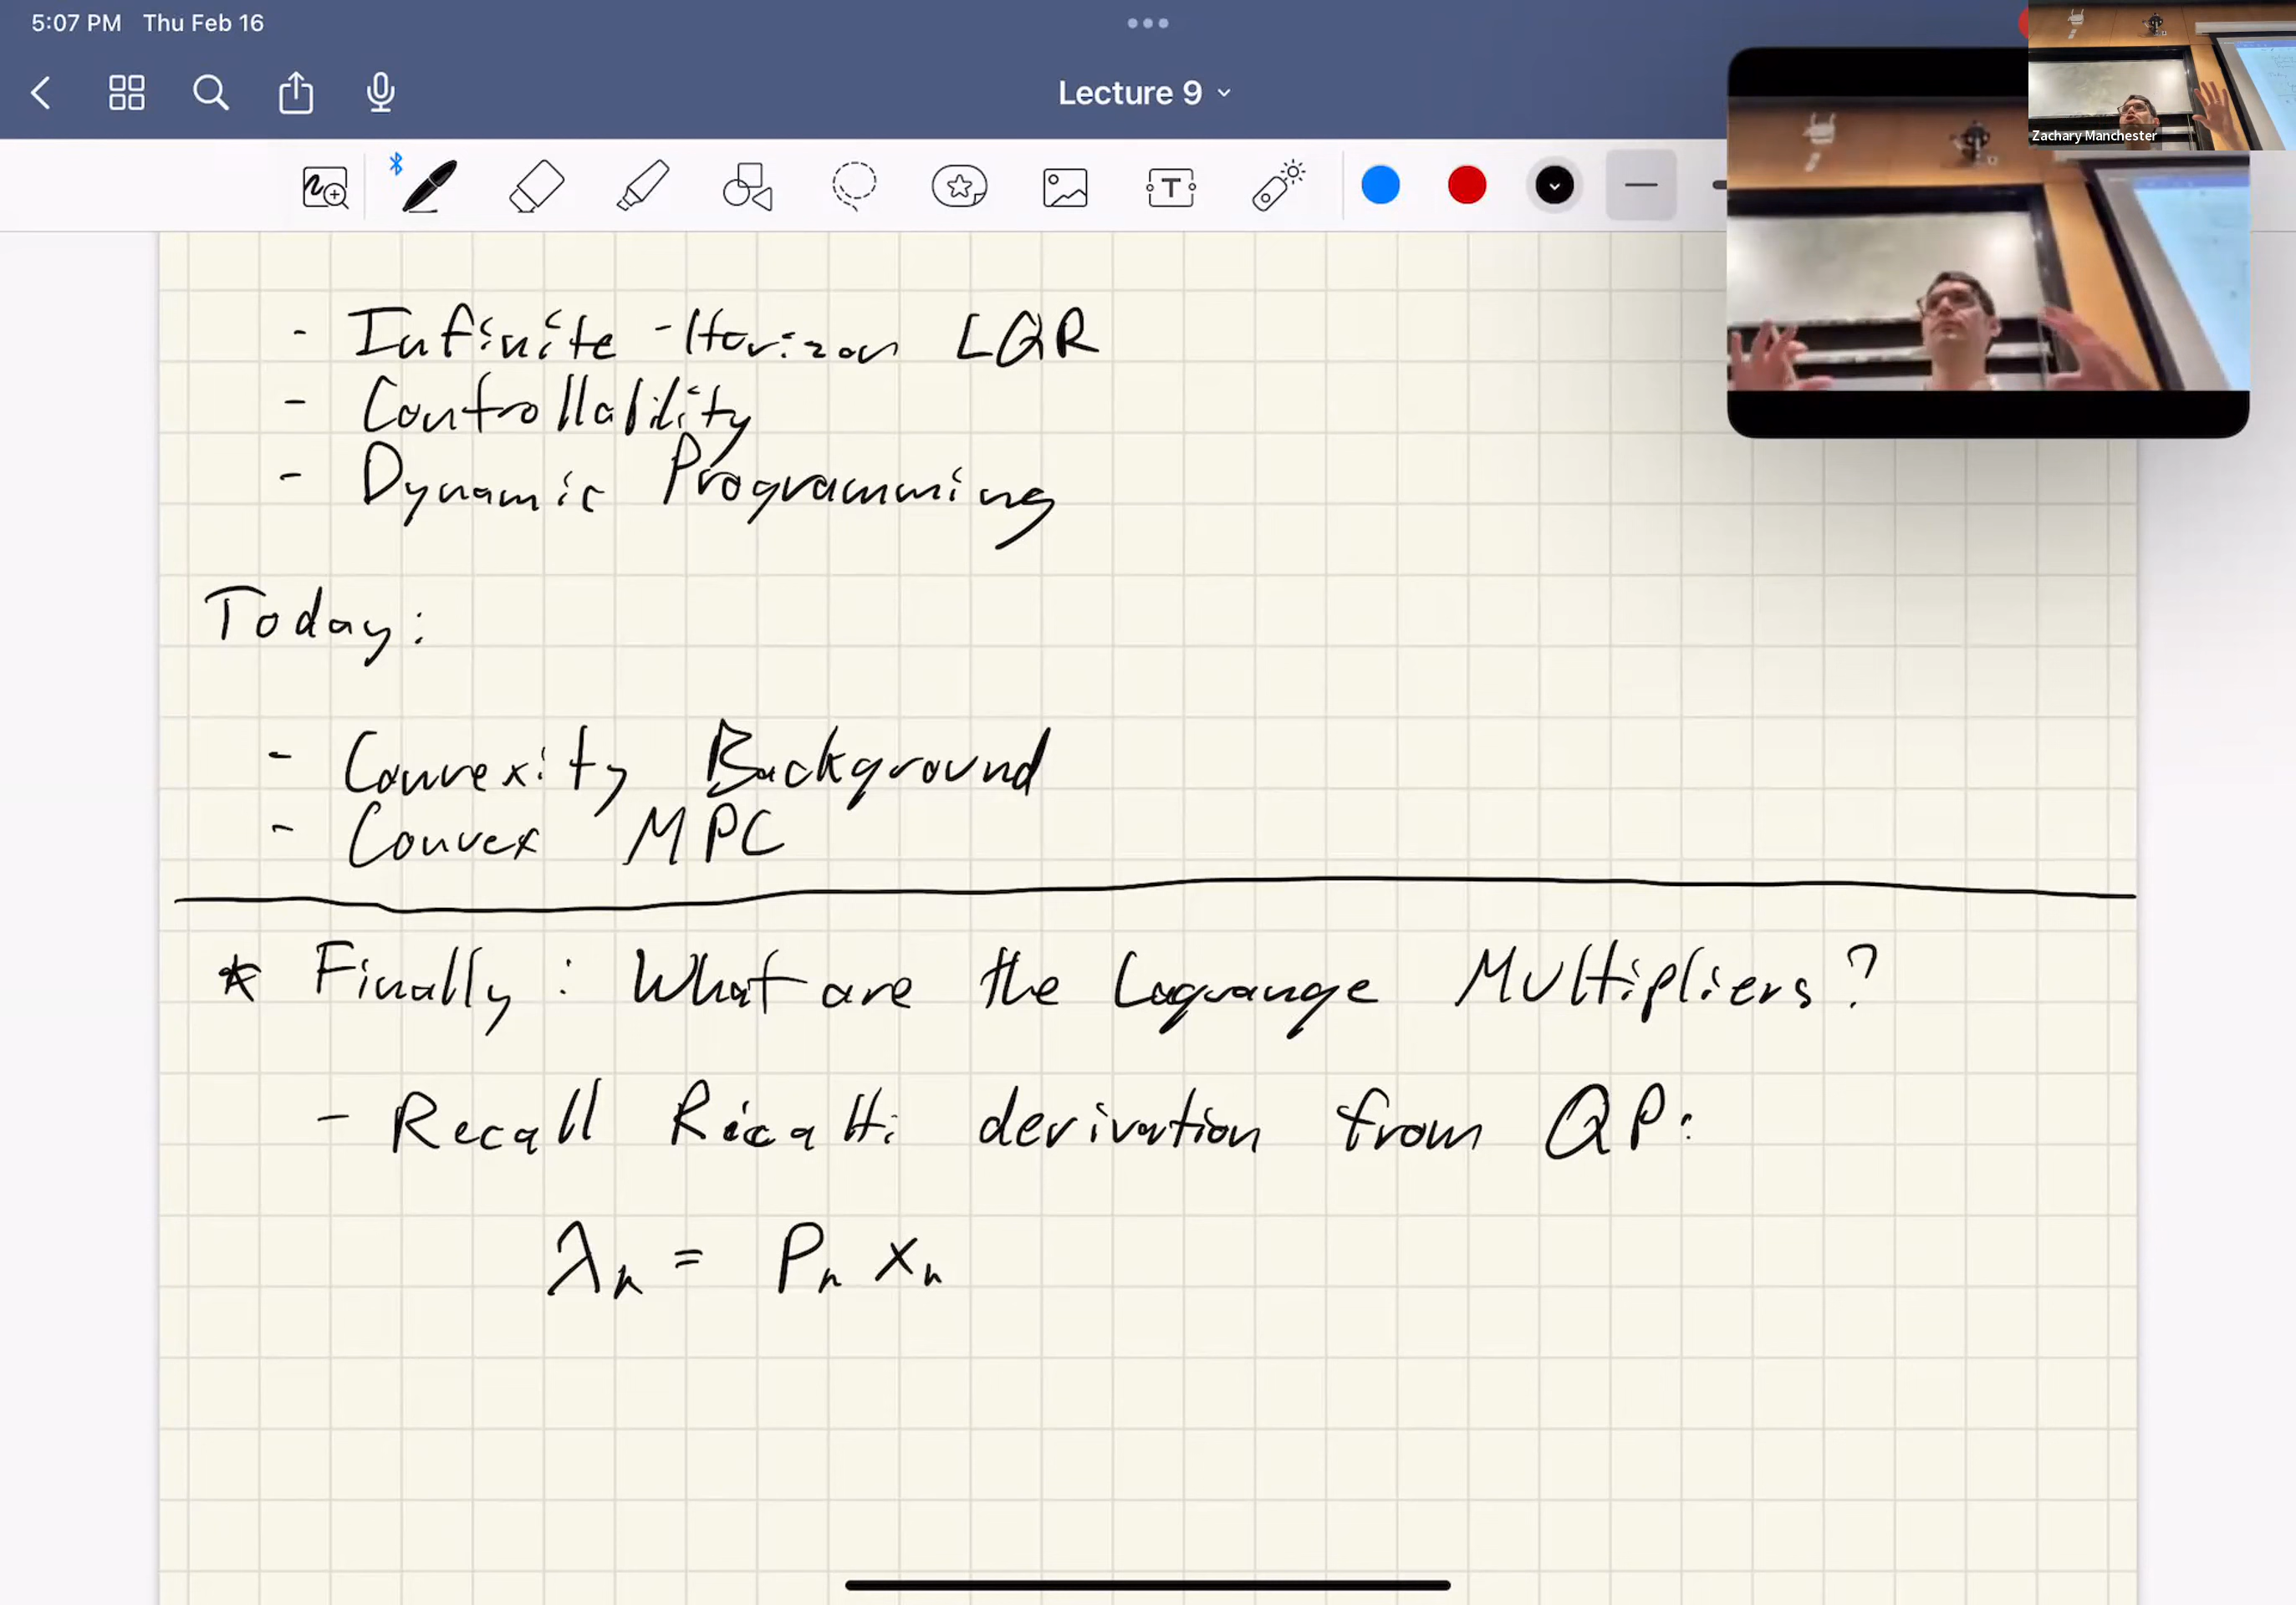 5:07 PM Thu Feb 16
Lecture 9
Zachary Manchester
- Infinite-Horizon LQR
- Controllability
- Dynamic Programming
Today:
- Convexity Background
- Convex MPC
* Finally: What are the Lagrange Multipliers?
- Recall Ricatti derivation from QP:
λₙ = Pₙ xₙ